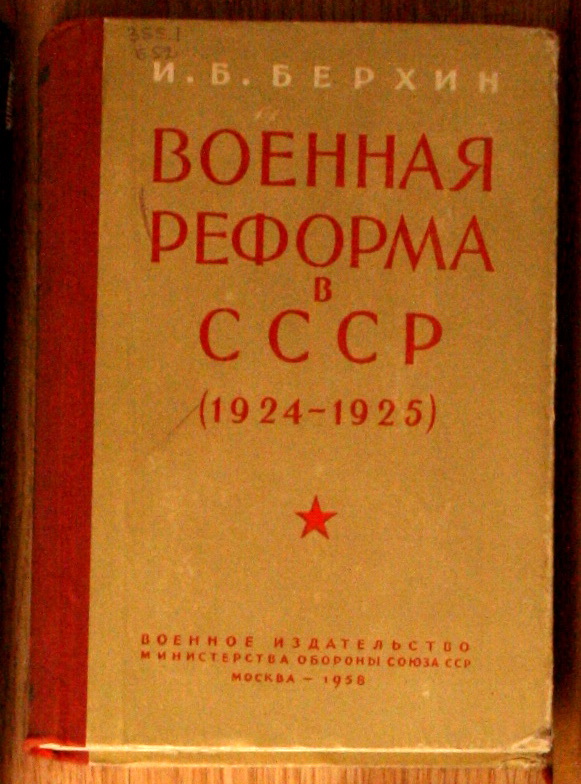 И. Б. БЕРХИН
ВОЕННАЯ
РЕФОРМА
В
СССР
(1924-1925)
ВОЕННОЕ ИЗДАТЕЛЬСТВО
МИНИСТЕРСТВА ОБОРОНЫ СОЮЗА ССР
МОСКВА – 1958